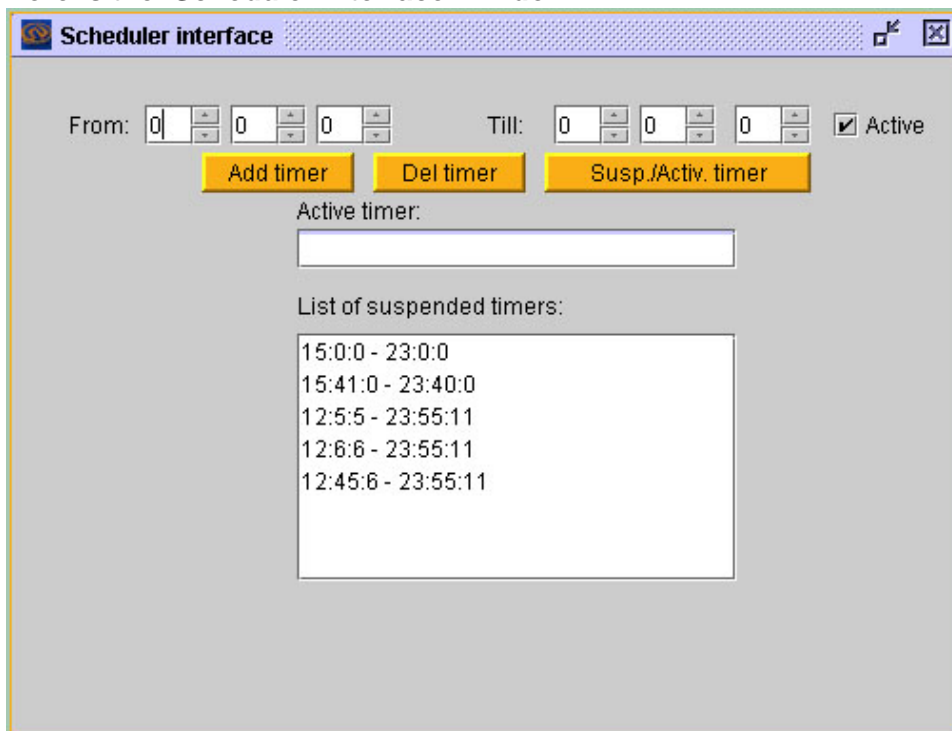 Scheduler interface
From: 0 0 0 Till: 0 0 0 Active
Add timer Del timer Susp./Activ. timer
Active timer:
List of suspended timers:
15:0:0 - 23:0:0
15:41:0 - 23:40:0
12:5:5 - 23:55:11
12:6:6 - 23:55:11
12:45:6 - 23:55:11